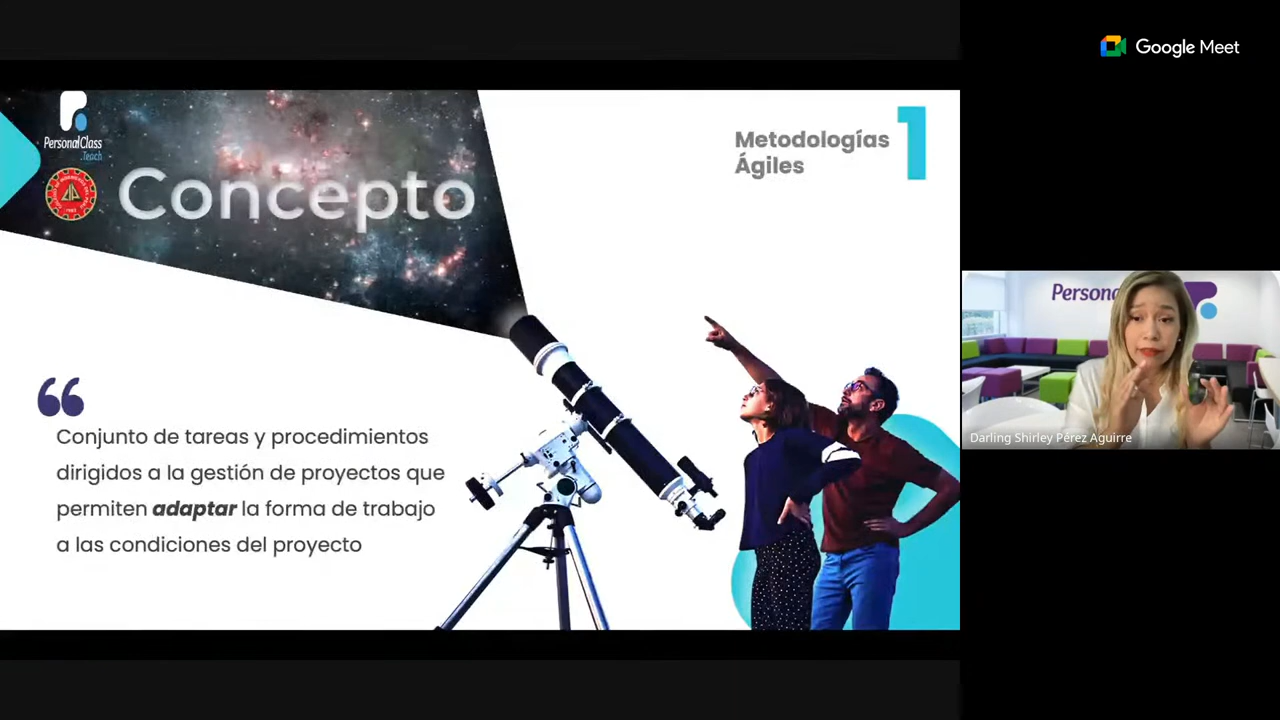 Google Meet
PersonalClass
.Teach
Concepto
Metodologías
Ágiles
1
Conjunto de tareas y procedimientos
dirigidos a la gestión de proyectos que
permiten adaptar la forma de trabajo
a las condiciones del proyecto
Persona
Darling Shirley Pérez Aguirre